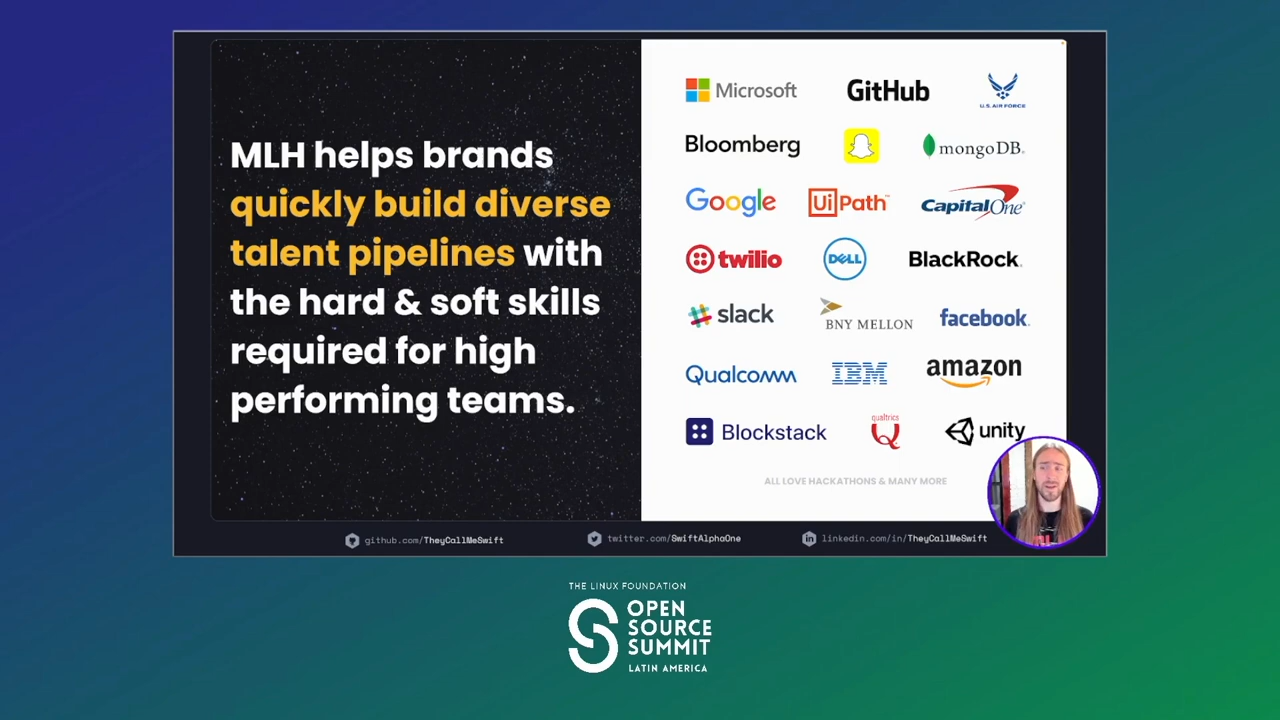 MLH helps brands
quickly build diverse
talent pipelines with
the hard & soft skills
required for high
performing teams.
Microsoft
GitHub
U.S. AIR FORCE
Bloomberg
mongoDB.
Google
UiPath™
CapitalOne®
twilio
DELL
BlackRock.
slack
BNY MELLON
facebook.
Qualcomm
IBM
amazon
Blockstack
qualtrics
Q
unity
ALL LOVE HACKATHONS & MANY MORE
github.com/TheyCallMeSwift
twitter.com/SwiftAlphaOne
linkedin.com/in/TheyCallMeSwift
THE LINUX FOUNDATION
OPEN
SOURCE
SUMMIT
LATIN AMERICA